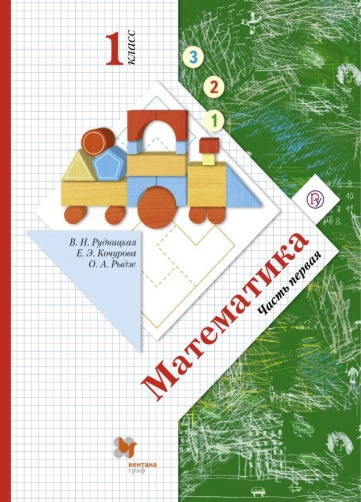 1 класс
3
2
1
В. Н. Рудницкая
Е. Э. Кочурова
О. А. Рыдзе
Математика
Часть первая
вентана
граф